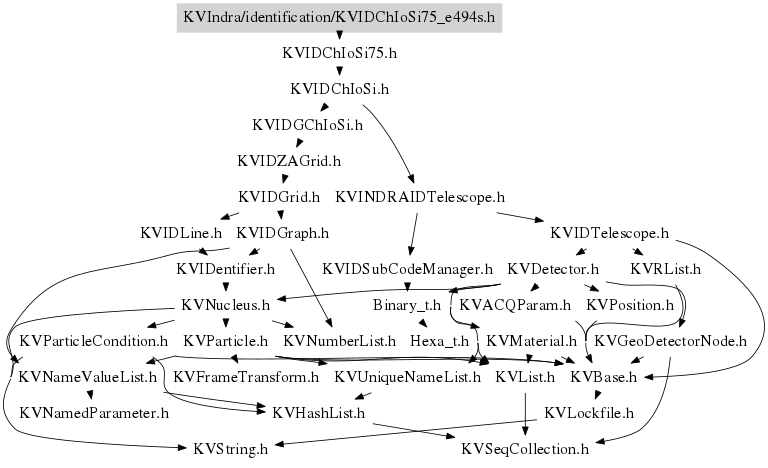 KVIndra/identification/KVIDChIoSi75_e494s.h
KVIDChIoSi75.h
KVIDChIoSi.h
KVIDGChIoSi.h
KVIDZAGrid.h
KVIDGrid.h KVINDRAIDTelescope.h
KVIDLine.h KVIDGraph.h KVIDTelescope.h
KVIDentifier.h KVIDSubCodeManager.h KVDetector.h KVRList.h
KVNucleus.h Binary_t.h KVACQParam.h KVPosition.h
KVParticleCondition.h KVParticle.h KVNumberList.h Hexa_t.h KVMaterial.h KVGeoDetectorNode.h
KVNameValueList.h KVFrameTransform.h KVUniqueNameList.h KVList.h KVBase.h
KVNamedParameter.h KVHashList.h KVLockfile.h
KVString.h KVSeqCollection.h